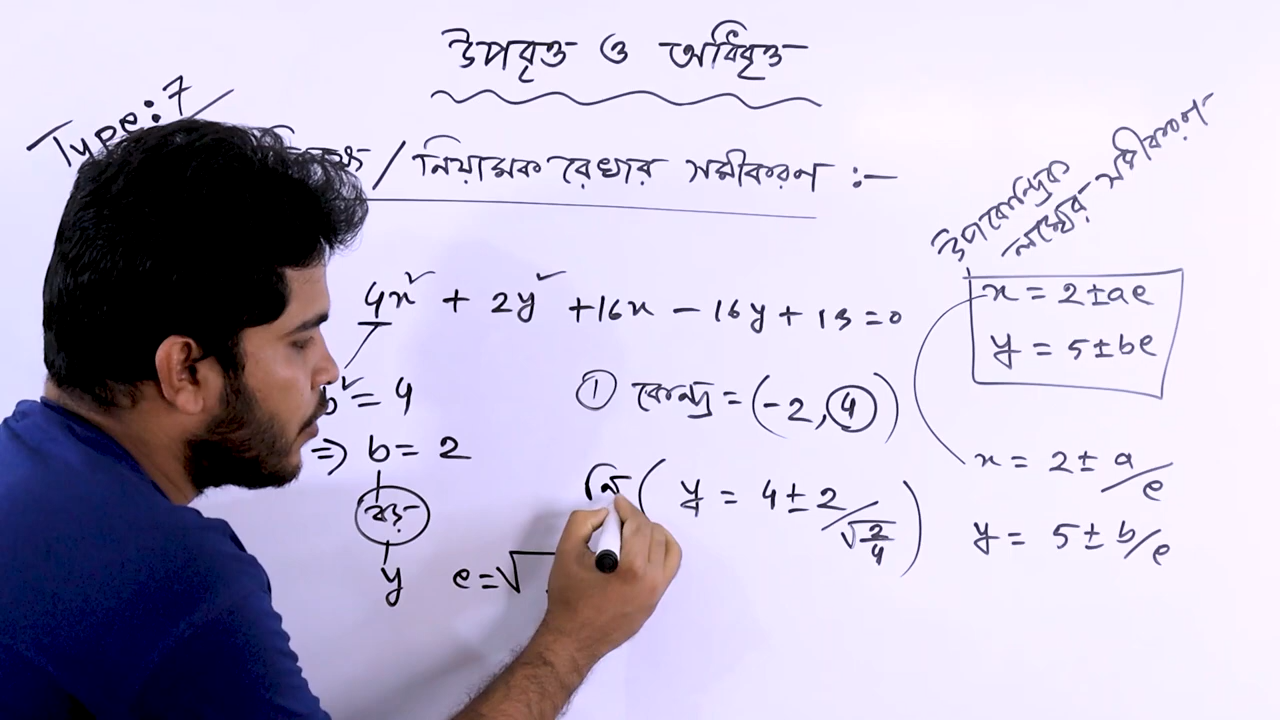 উপবৃত্ত ও অধিবৃত্ত
Type: 7
/ নিয়ামক রেখার সমীকরণ :-
উপকেন্দ্রিক
লম্বের সমীকরণ
4x² + 2y² + 16x - 16y + 13 = 0
x = 2 ± ae
y = 5 ± be
b² = 4
① কেন্দ্র = (-2, 4)
⇒ b = 2
x = 2 ± a/e
নি ( y = 4 ± 2/√(2/4) )
বড়
y = 5 ± b/e
y
e = √